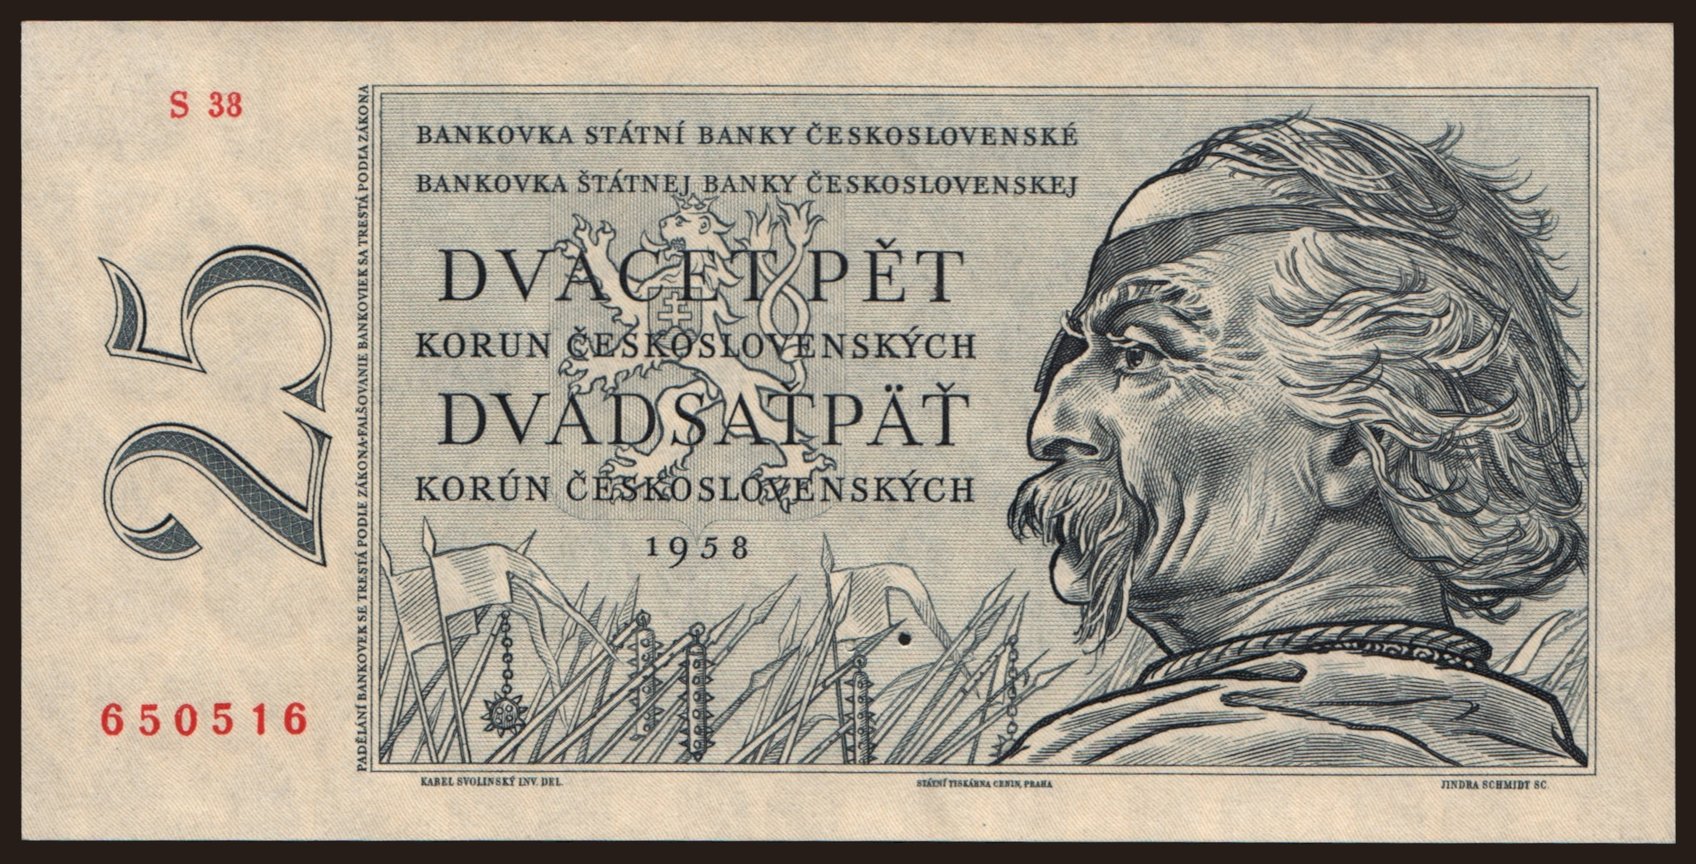 S 38
BANKOVKA STÁTNÍ BANKY ČESKOSLOVENSKÉ
BANKOVKA ŠTÁTNEJ BANKY ČESKOSLOVENSKEJ
DVACET PĚT
KORUN ČESKOSLOVENSKÝCH
DVADSAŤPÄŤ
KORÚN ČESKOSLOVENSKÝCH
1958
25
PADĚLÁNÍ BANKOVEK SE TRESTÁ PODLE ZÁKONA-FALŠOVANIE BANKOVIEK SA TRESTÁ PODĽA ZÁKONA
650516
KAREL SVOLINSKÝ INV. DEL.
STÁTNÍ TISKÁRNA CENIN, PRAHA
JINDRA SCHMIDT SC.